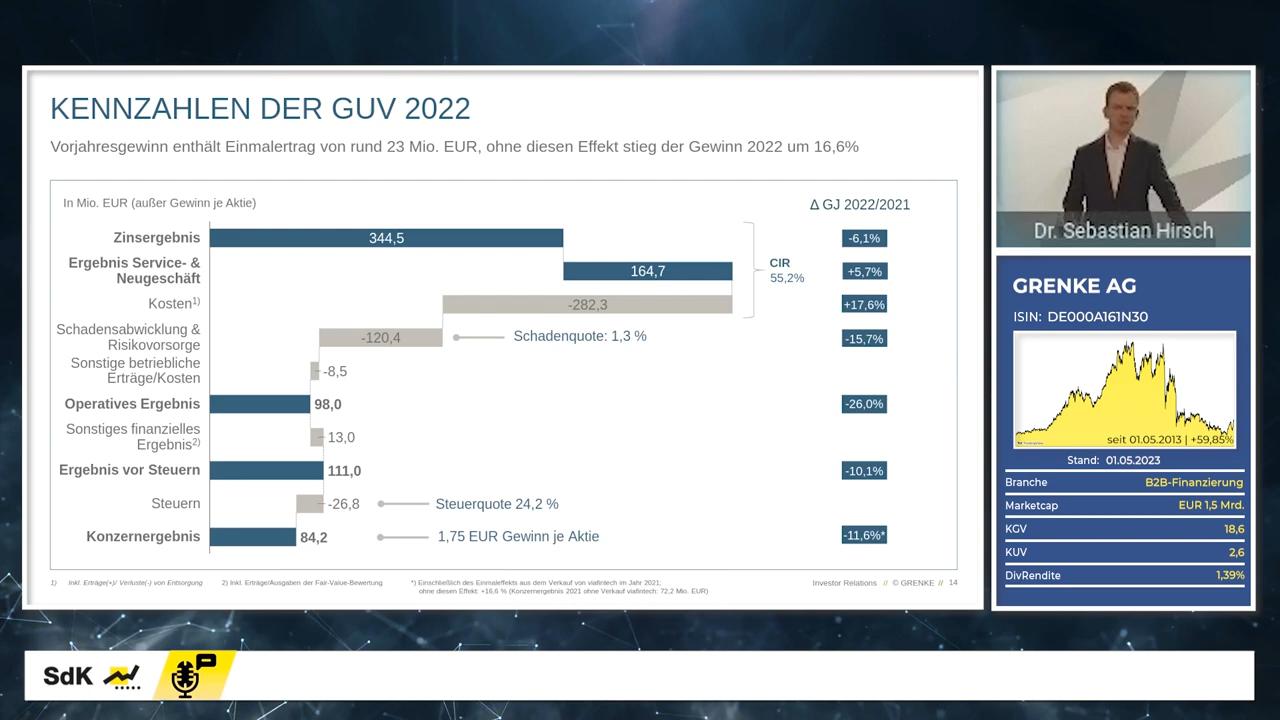 KENNZAHLEN DER GUV 2022
Vorjahresgewinn enthält Einmalertrag von rund 23 Mio. EUR, ohne diesen Effekt stieg der Gewinn 2022 um 16,6%
In Mio. EUR (außer Gewinn je Aktie)
Δ GJ 2022/2021
Zinsergebnis
344,5
-6,1%
Ergebnis Service- &
Neugeschäft
164,7
CIR
55,2%
+5,7%
Kosten1)
-282,3
+17,6%
Schadensabwicklung &
Risikovorsorge
-120,4
Schadenquote: 1,3 %
-15,7%
Sonstige betriebliche
Erträge/Kosten
-8,5
Operatives Ergebnis
98,0
-26,0%
Sonstiges finanzielles
Ergebnis2)
13,0
Ergebnis vor Steuern
111,0
-10,1%
Steuern
-26,8
Steuerquote 24,2 %
Konzernergebnis
84,2
1,75 EUR Gewinn je Aktie
-11,6%*
1) Inkl. Erträge(+)/ Verluste(-) von Entsorgung
2) Inkl. Erträge/Ausgaben der Fair-Value-Bewertung
*) Einschließlich des Einmaleffekts aus dem Verkauf von viafintech im Jahr 2021;
ohne diesen Effekt: +16,6 % (Konzernergebnis 2021 ohne Verkauf viafintech: 72,2 Mio. EUR)
Investor Relations // © GRENKE // 14
Dr. Sebastian Hirsch
GRENKE AG
ISIN: DE000A161N30
seit 01.05.2013 | +59,85%
Stand: 01.05.2023
Branche B2B-Finanzierung
Marketcap EUR 1,5 Mrd.
KGV 18,6
KUV 2,6
DivRendite 1,39%
SdK